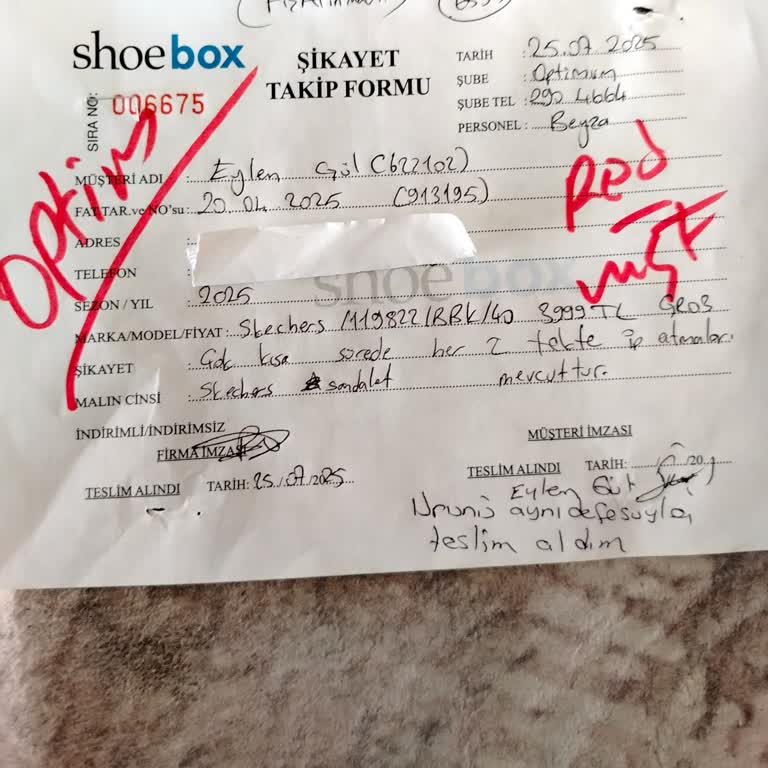 shoebox
ŞİKAYET
TAKİP FORMU
TARİH : 25.07.2025
ŞUBE : Optimum
ŞUBE TEL : 290 4664
PERSONEL : Beyza
SIRA NO: 006675
Optimum
Red
MÜŞTERİ ADI : Eylen Gül (622102)
FAT.TAR.ve NO'su : 20.04.2025 (913195)
ADRES :
TELEFON :
shoebox
SEZON / YIL : 2025
MARKA/MODEL/FİYAT : Skechers /119822/BBK/40 3999 TL GR03
ŞİKAYET : Çok kısa sürede her 2 tekte ip atmaları
mevcuttur.
MALIN CİNSİ : Skechers sandalet
İNDİRİMLİ/İNDİRİMSİZ
FİRMA İMZASI
MÜŞTERİ İMZASI
TESLİM ALINDI TARİH: 25./.07./2025
TESLİM ALINDI TARİH: /20
Eylen Gül
Ürünü aynı defosuyla
teslim aldım